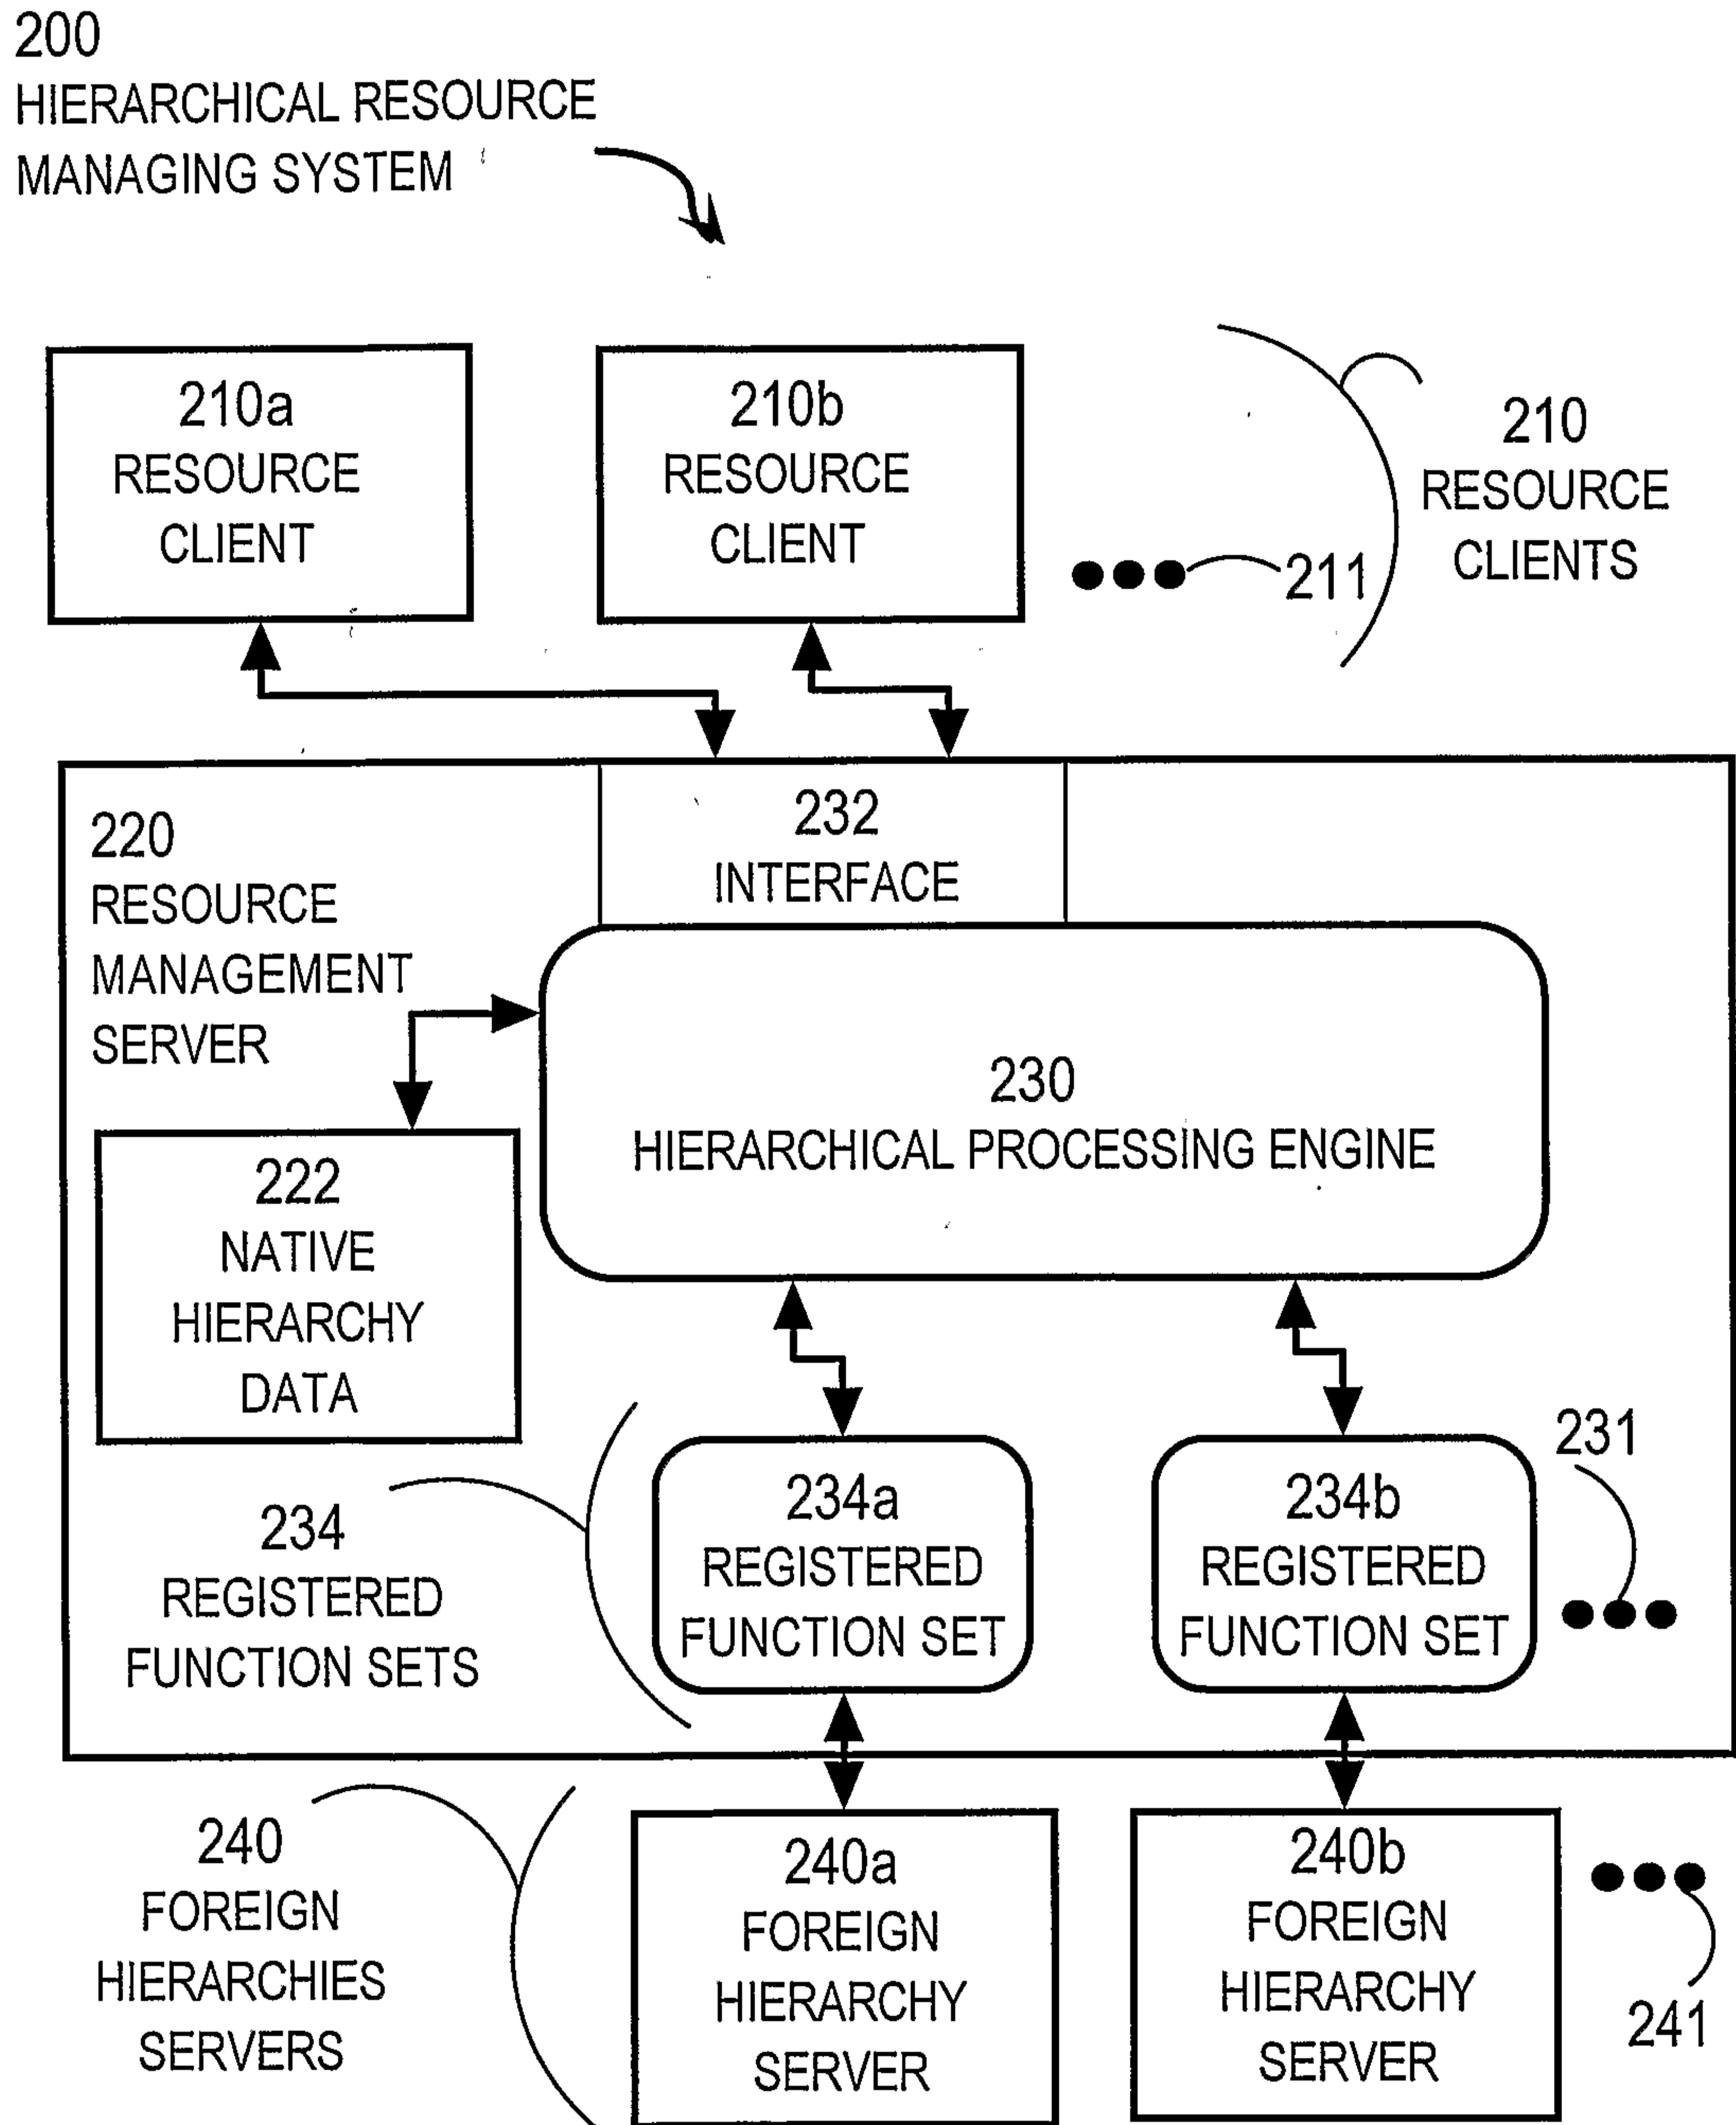 200
HIERARCHICAL RESOURCE
MANAGING SYSTEM
210a
RESOURCE
CLIENT
210b
RESOURCE
CLIENT
211
210
RESOURCE
CLIENTS
220
RESOURCE
MANAGEMENT
SERVER
232
INTERFACE
230
HIERARCHICAL PROCESSING ENGINE
222
NATIVE
HIERARCHY
DATA
234
REGISTERED
FUNCTION SETS
234a
REGISTERED
FUNCTION SET
234b
REGISTERED
FUNCTION SET
231
240
FOREIGN
HIERARCHIES
SERVERS
240a
FOREIGN
HIERARCHY
SERVER
240b
FOREIGN
HIERARCHY
SERVER
241